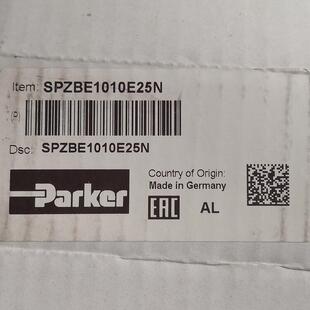 Item: SPZBE1010E25N
(P)
Dsc: SPZBE1010E25N
Parker
Country of Origin:
Made in Germany
EAC AL